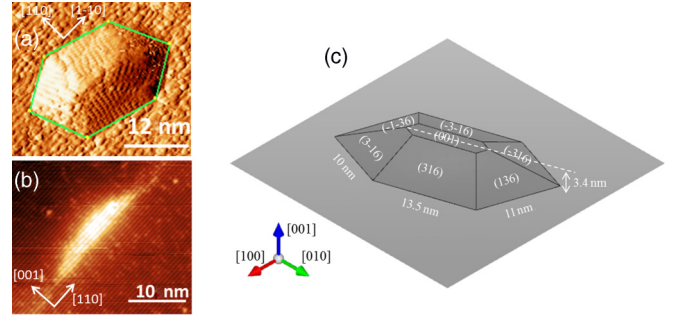 [110]
[1-10]
(a)
12 nm
(b)
[001]
[110]
10 nm
(c)
(-1-36)
(-3-16)
(001)
(3-16)
(-316)
(316)
(136)
10 nm
3.4 nm
13.5 nm
11 nm
[001]
[100]
[010]